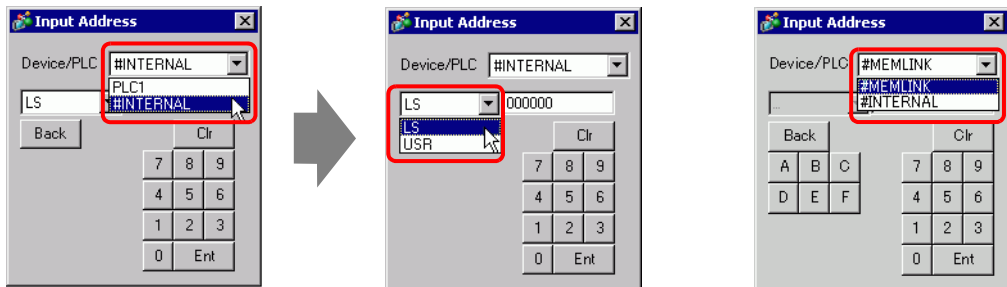 Input Address
Device/PLC #INTERNAL
PLC1
#INTERNAL
LS
Back Clr
7 8 9
4 5 6
1 2 3
0 Ent
Input Address
Device/PLC #INTERNAL
LS 000000
LS
USR
Clr
7 8 9
4 5 6
1 2 3
0 Ent
Input Address
Device/PLC #MEMLINK
#MEMLINK
#INTERNAL
...
Back Clr
A B C 7 8 9
D E F 4 5 6
1 2 3
0 Ent